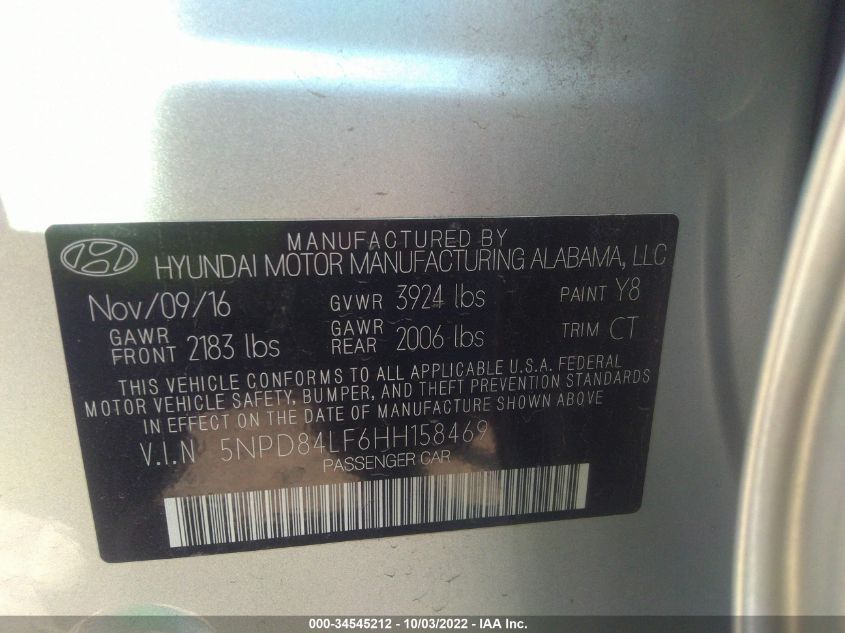 MANUFACTURED BY
HYUNDAI MOTOR MANUFACTURING ALABAMA, LLC
Nov/09/16 GVWR 3924 lbs PAINT Y8
GAWR FRONT 2183 lbs GAWR REAR 2006 lbs TRIM CT
THIS VEHICLE CONFORMS TO ALL APPLICABLE U.S.A. FEDERAL
MOTOR VEHICLE SAFETY, BUMPER, AND THEFT PREVENTION STANDARDS
IN EFFECT ON THE DATE OF MANUFACTURE SHOWN ABOVE
V.I.N 5NPD84LF6HH158469
PASSENGER CAR
000-34545212 - 10/03/2022 - IAA Inc.